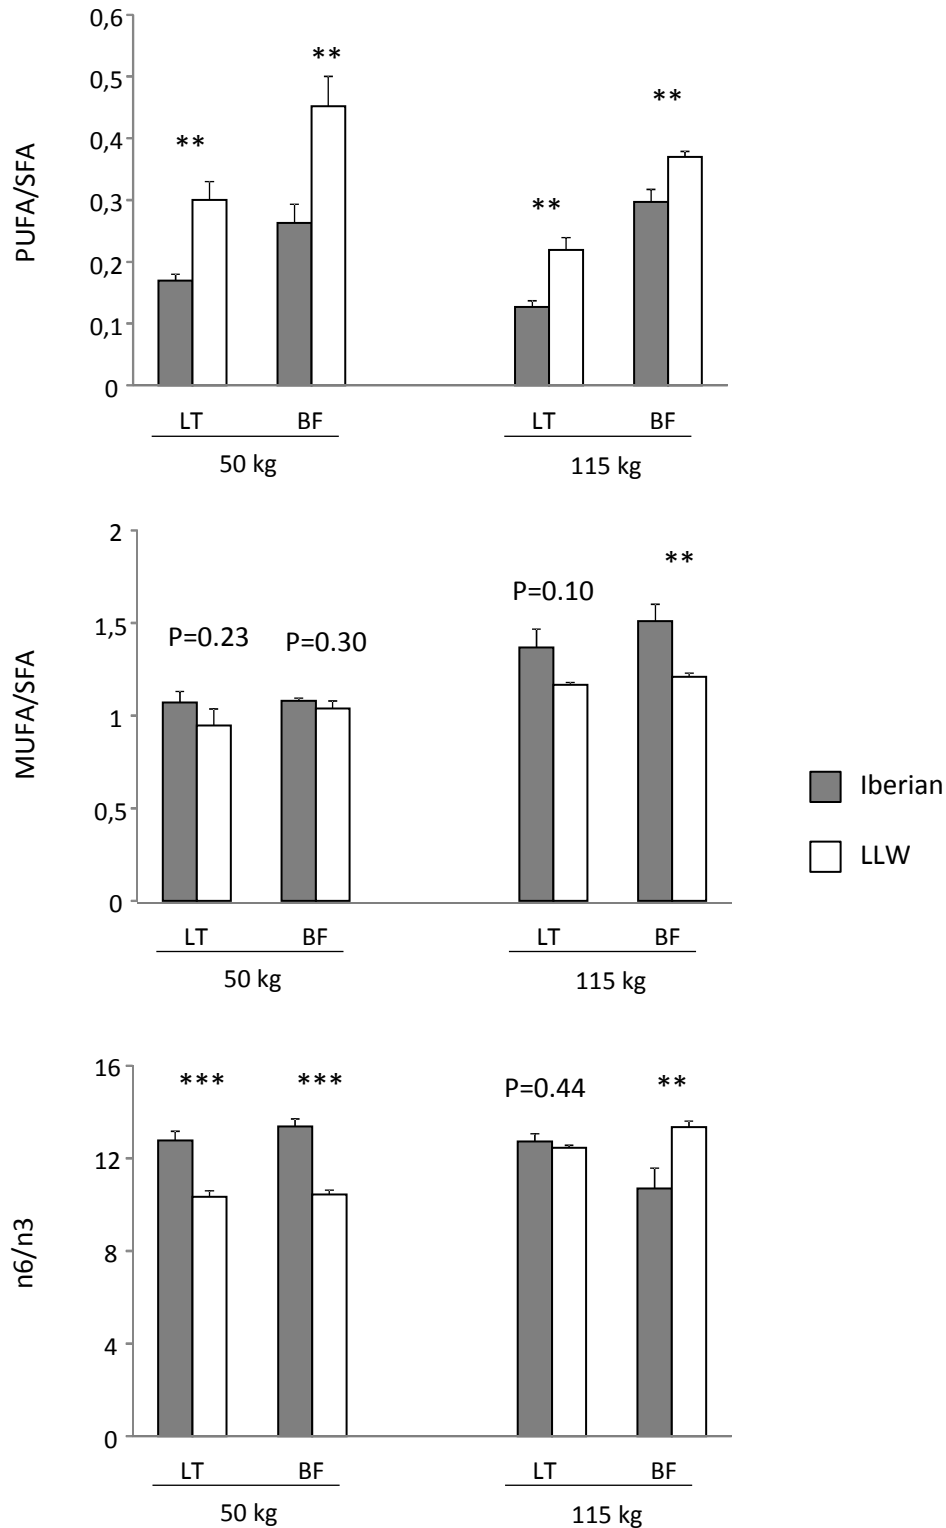 PUFA/SFA
0,6
0,5
0,4
0,3
0,2
0,1
0
**
**
**
**
LT BF LT BF
50 kg 115 kg
MUFA/SFA
2
1,5
1
0,5
0
P=0.23
P=0.30
P=0.10
**
LT BF LT BF
50 kg 115 kg
Iberian
LLW
n6/n3
16
12
8
4
0
***
***
P=0.44
**
LT BF LT BF
50 kg 115 kg